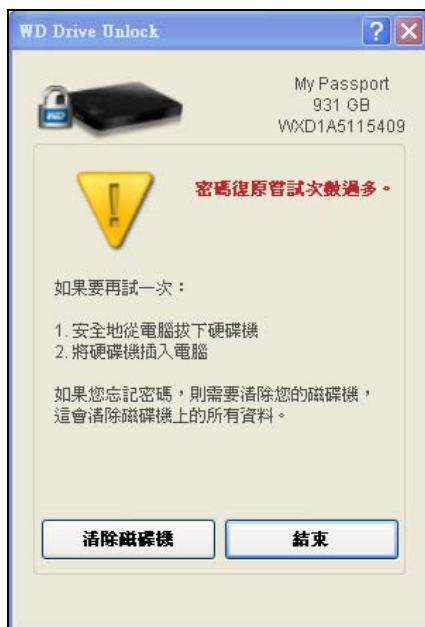 WD Drive Unlock
My Passport
931 GB
WXD1A5115409
密碼復原嘗試次數過多。
如果要再試一次：
1. 安全地從電腦拔下硬碟機
2. 將硬碟機插入電腦
如果您忘記密碼，則需要清除您的磁碟機，
這會清除磁碟機上的所有資料。
清除磁碟機
結束